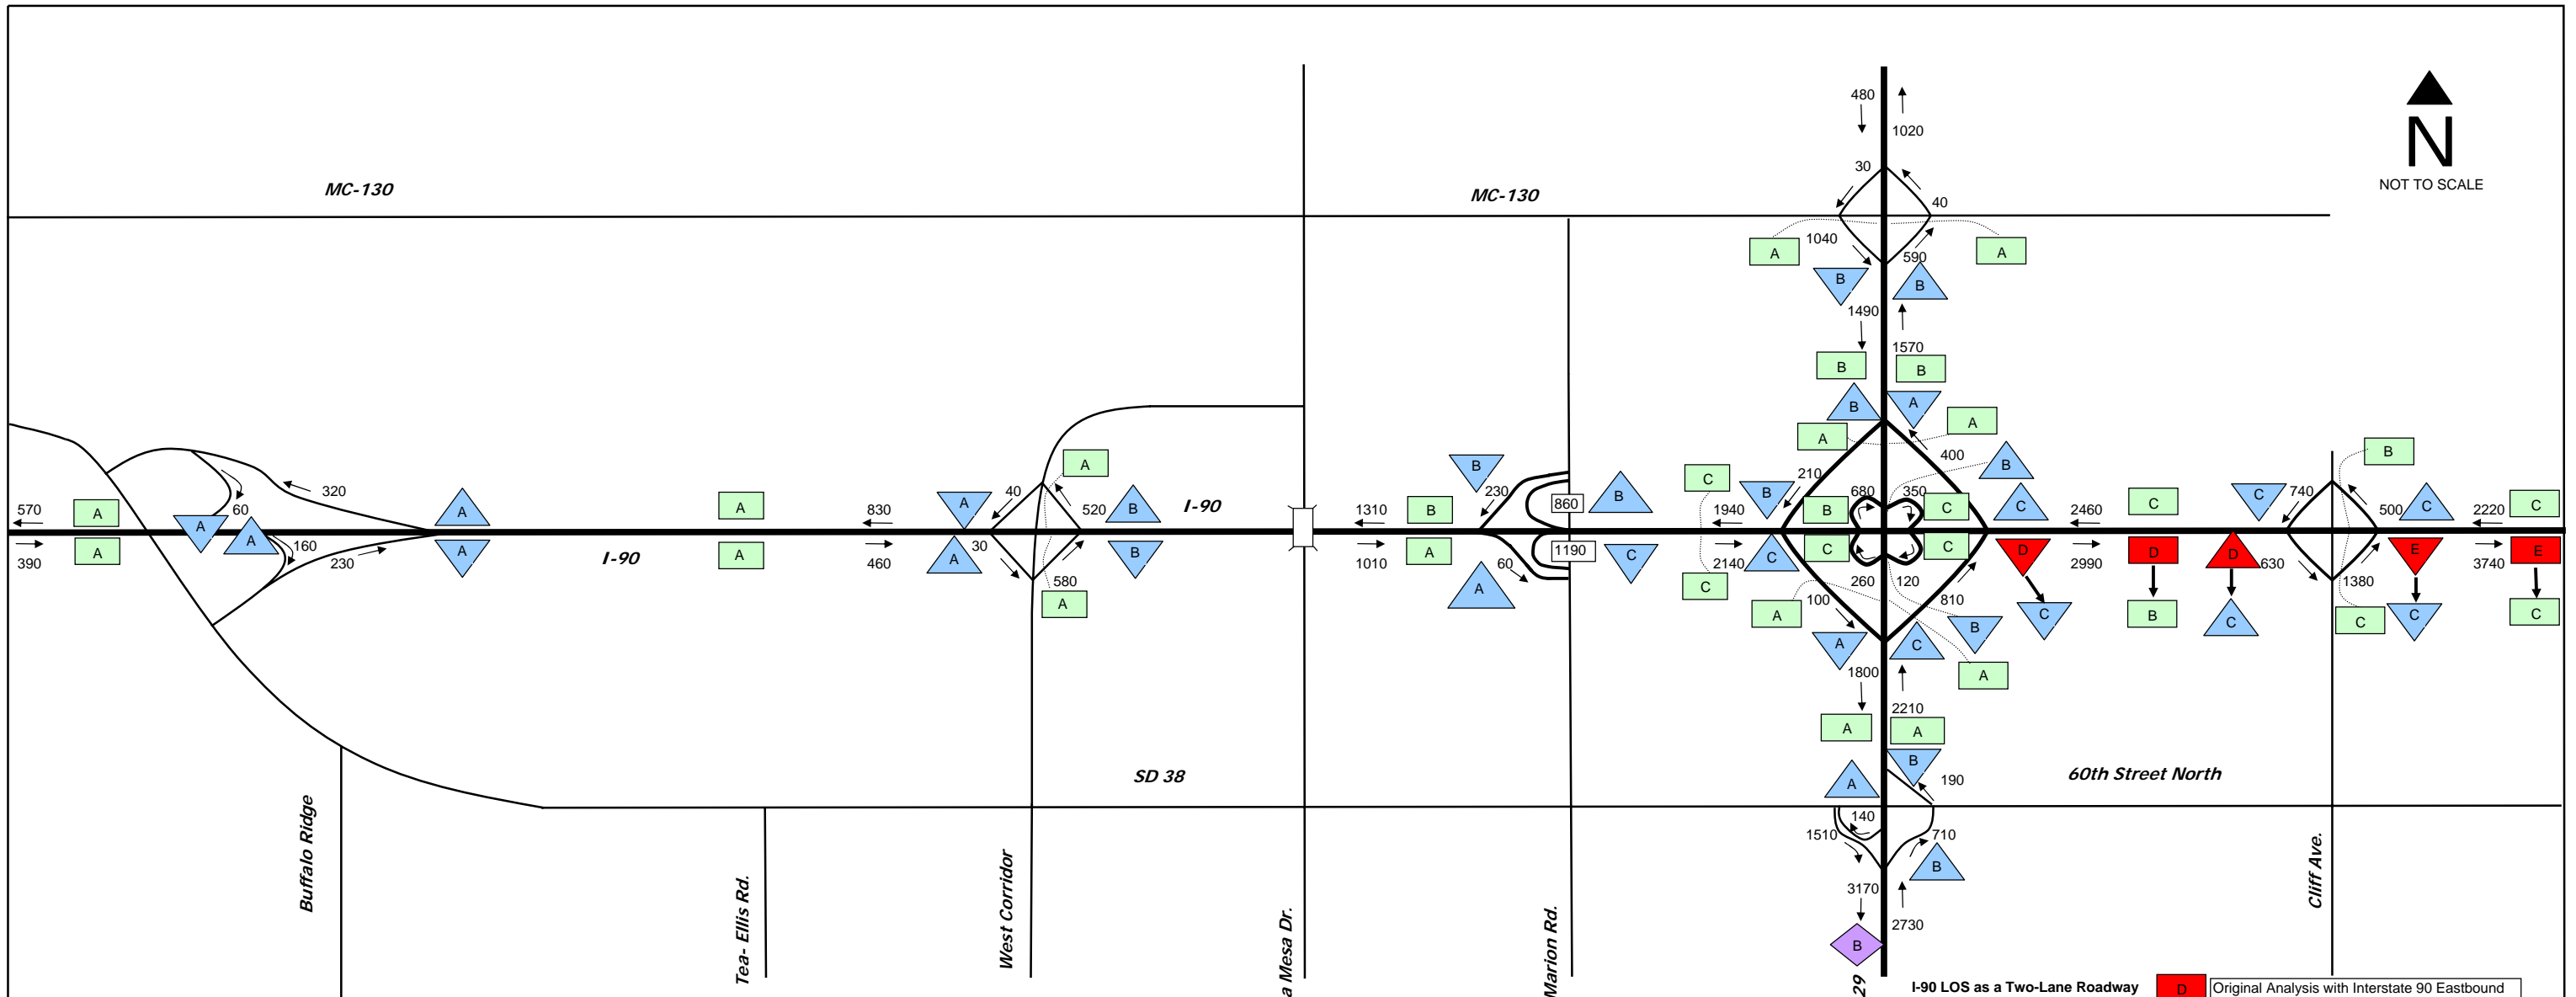 480
1020
N
30
NOT TO SCALE
MC-130
MC-130
40
A
1040
A
590
B
B
1490
1570
B
B
B
A
A
A
400
B
A
B
210
B
C
570
A
320
60
A
A
160
A
390
A
230
A
A
A
A
I-90
830
460
A
A
40
30
520
580
A
A
B
B
I-90
1310
1010
B
A
B
230
60
A
860
1190
B
C
C
C
1940
2140
B
C
680
350
B
C
C
C
260
120
100
810
A
A
C
B
A
C
D
C
2460
2990
C
D
B
C
D
C
740
630
500
1380
B
C
C
E
C
2220
3740
C
E
C
1800
2210
A
A
SD 38
60th Street North
A
B
190
140
1510
710
B
3170
2730
B
Buffalo Ridge
Tea- Ellis Rd.
West Corridor
a Mesa Dr.
Marion Rd.
29
Cliff Ave.
I-90 LOS as a Two-Lane Roadway
D
Original Analysis with Interstate 90 Eastbound